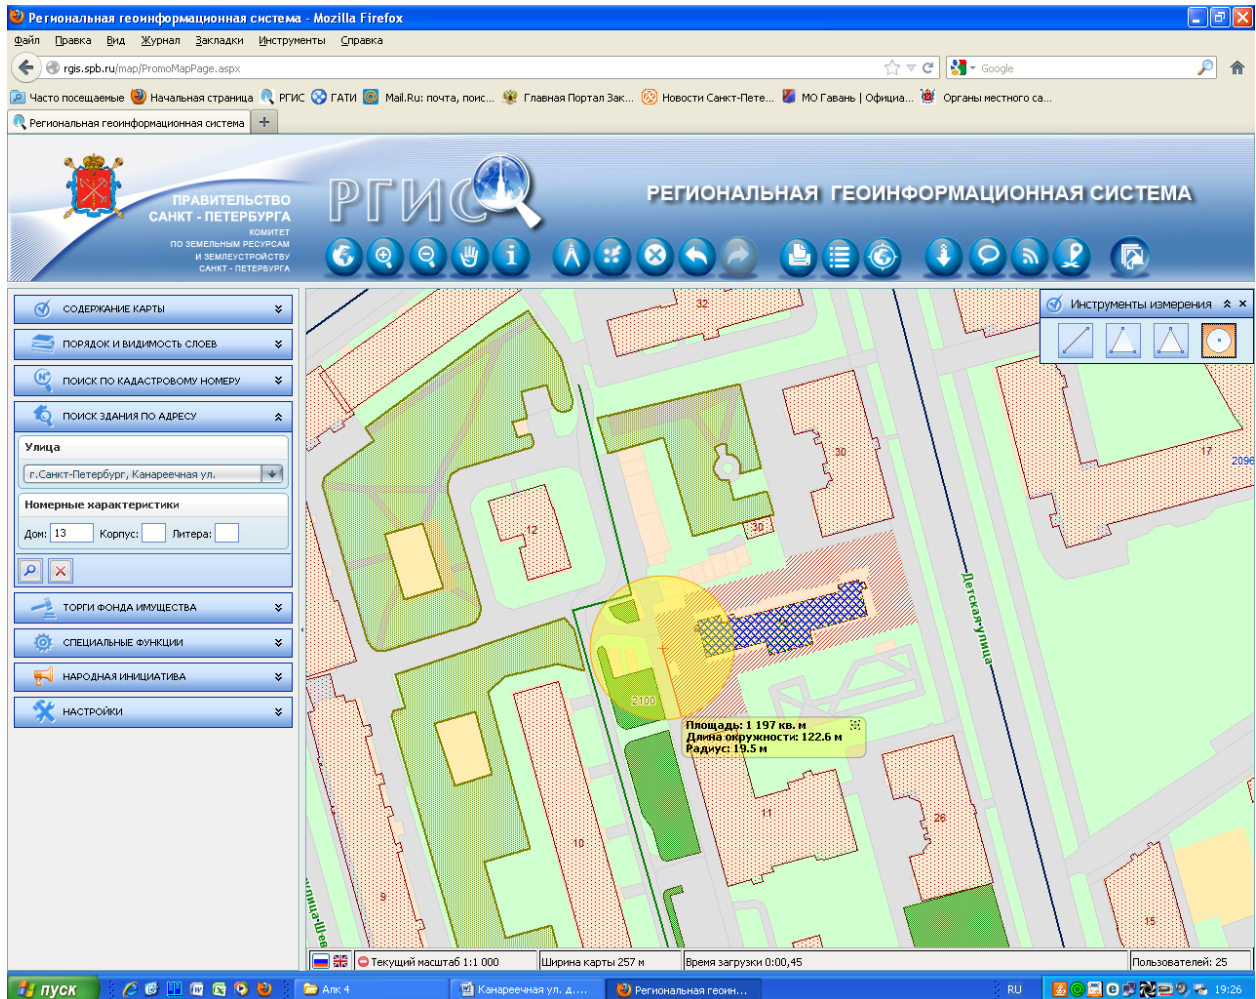 Региональная геоинформационная система - Mozilla Firefox
Файл Правка Вид Журнал Закладки Инструменты Справка
rgis.spb.ru/map/PromoMapPage.aspx
Google
Часто посещаемые Начальная страница РГИС ГАТИ Mail.Ru: почта, поис... Главная Портал Зак... Новости Санкт-Пете... МО Гавань | Официа... Органы местного са...
Региональная геоинформационная система
ПРАВИТЕЛЬСТВО
САНКТ - ПЕТЕРБУРГА
КОМИТЕТ
ПО ЗЕМЕЛЬНЫМ РЕСУРСАМ
И ЗЕМЛЕУСТРОЙСТВУ
САНКТ - ПЕТЕРБУРГА
РГИС
РЕГИОНАЛЬНАЯ ГЕОИНФОРМАЦИОННАЯ СИСТЕМА
СОДЕРЖАНИЕ КАРТЫ
ПОРЯДОК И ВИДИМОСТЬ СЛОЕВ
ПОИСК ПО КАДАСТРОВОМУ НОМЕРУ
ПОИСК ЗДАНИЯ ПО АДРЕСУ
Улица
г.Санкт-Петербург, Канареечная ул.
Номерные характеристики
Дом: 13 Корпус: Литера:
ТОРГИ ФОНДА ИМУЩЕСТВА
СПЕЦИАЛЬНЫЕ ФУНКЦИИ
НАРОДНАЯ ИНИЦИАТИВА
НАСТРОЙКИ
Инструменты измерения
32
30
17
2096
12
30
Детская улица
2100
Площадь: 1 197 кв. м
Длина окружности: 122.6 м
Радиус: 19.5 м
11
26
10
9
15
улица Шев
Текущий масштаб 1:1 000
Ширина карты 257 м
Время загрузки 0:00,45
Пользователей: 25
пуск
Алк 4
Канареечная ул. д....
Региональная геоин...
RU
19:26